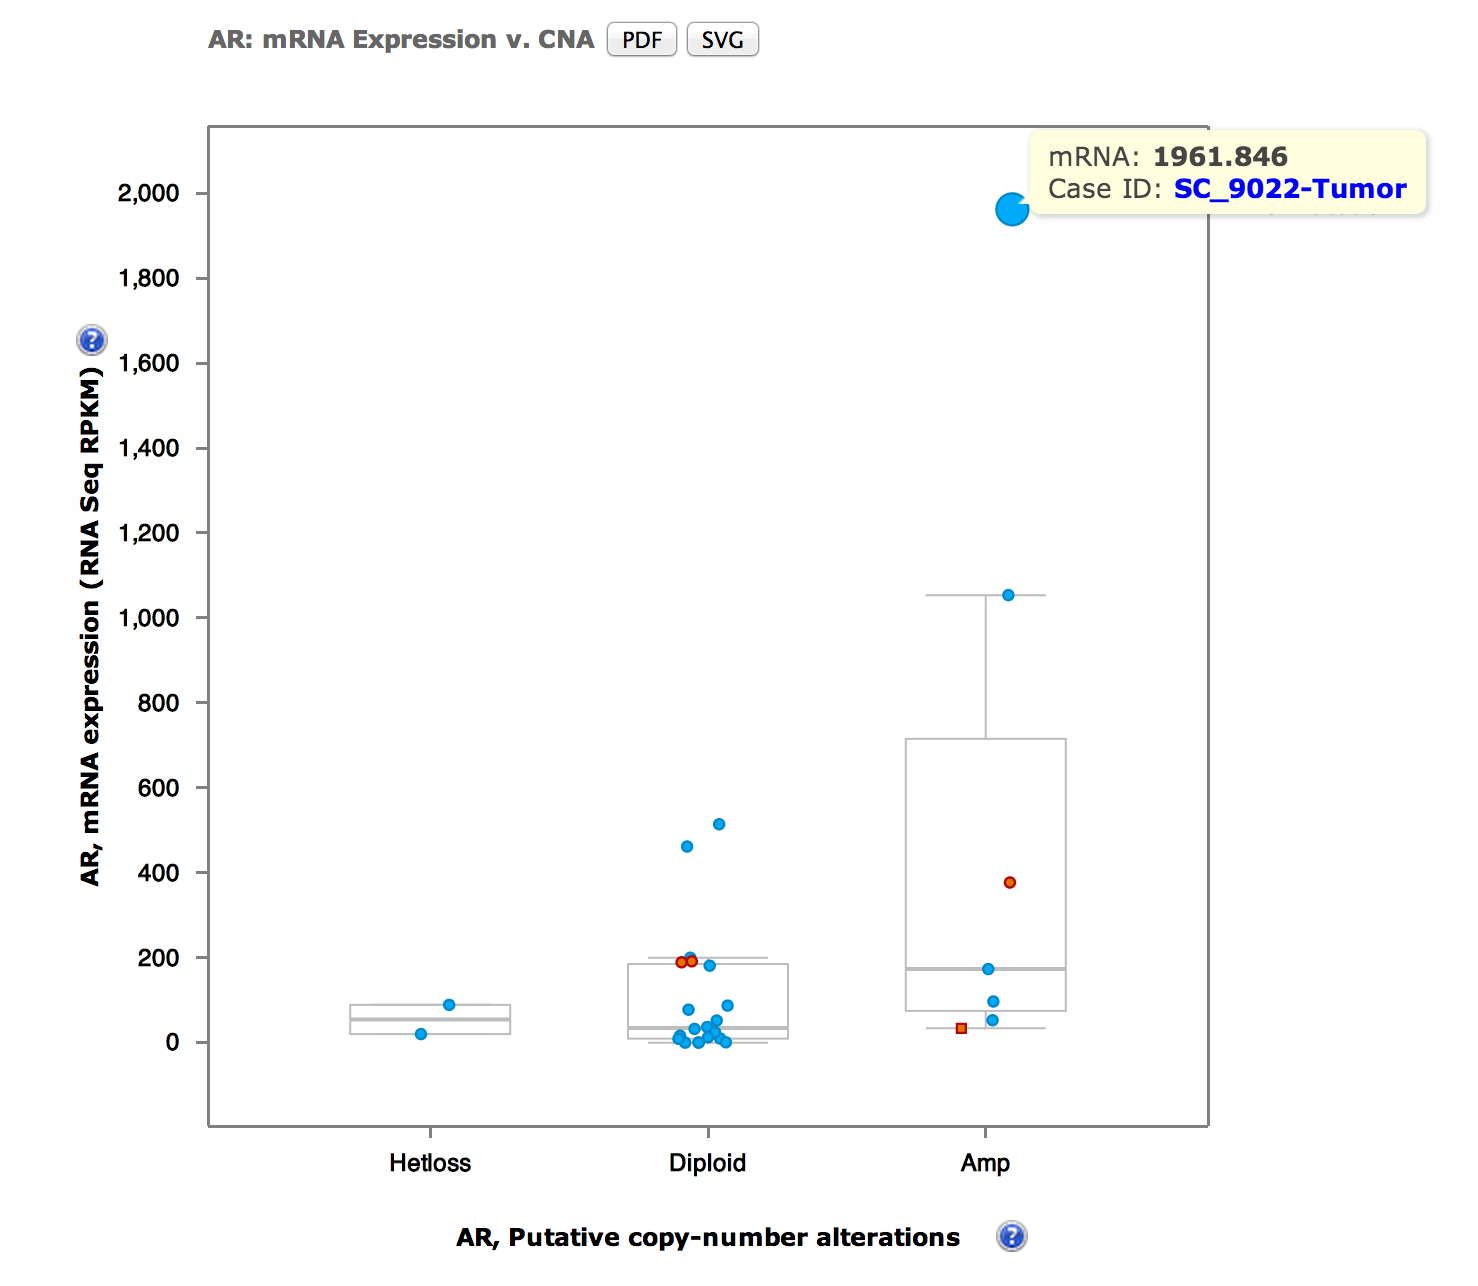 AR: mRNA Expression v. CNA PDF SVG
mRNA: 1961.846
Case ID: SC_9022-Tumor
2,000
1,800
1,600
1,400
1,200
1,000
800
600
400
200
0
AR, mRNA expression (RNA Seq RPKM) ?
Hetloss Diploid Amp
AR, Putative copy-number alterations ?